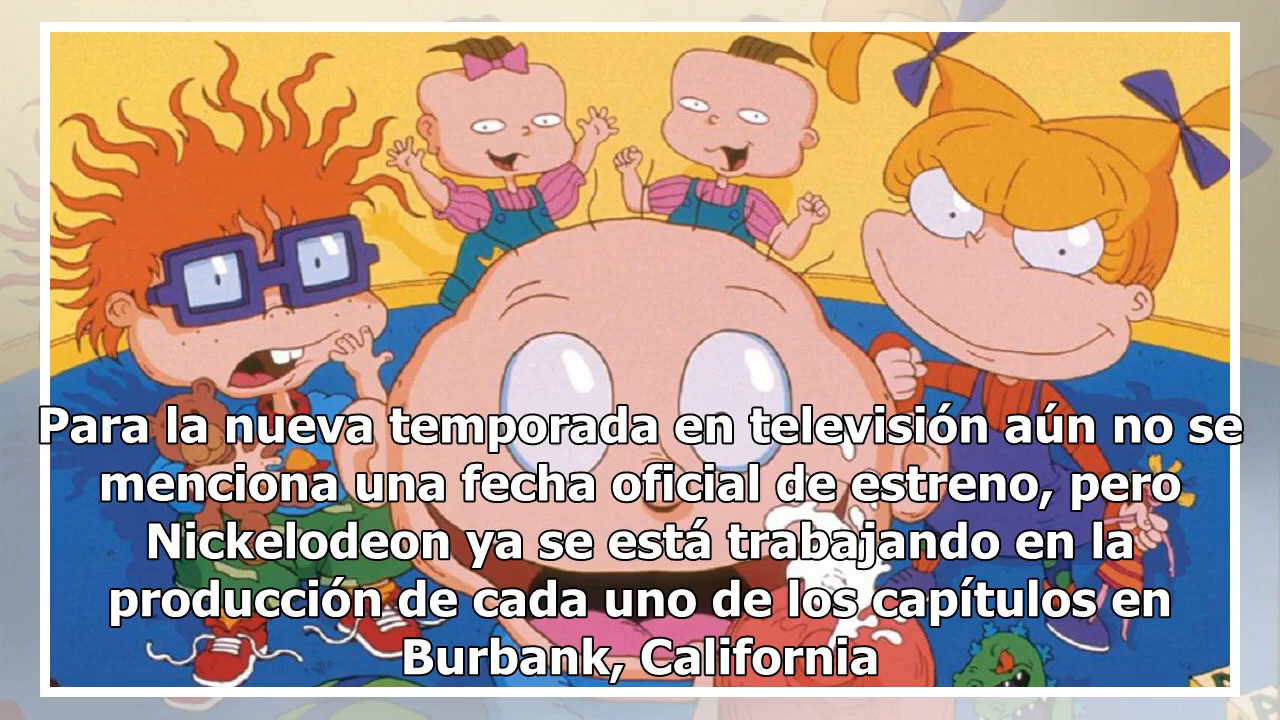 Para la nueva temporada en televisión aún no se
menciona una fecha oficial de estreno, pero
Nickelodeon ya se está trabajando en la
producción de cada uno de los capítulos en
Burbank, California